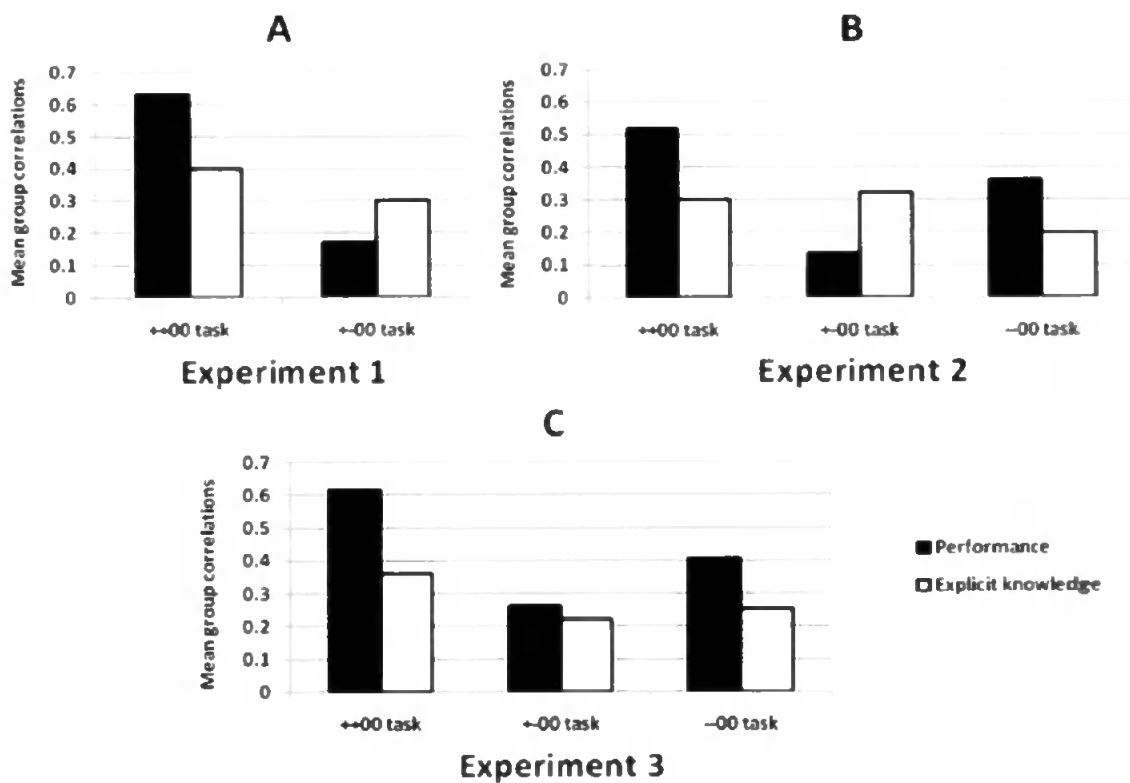 A
Mean group correlations
0.7
0.6
0.5
0.4
0.3
0.2
0.1
0
++00 task
+-00 task
Experiment 1
B
Mean group correlations
0.7
0.6
0.5
0.4
0.3
0.2
0.1
0
++00 task
+-00 task
--00 task
Experiment 2
C
Mean group correlations
0.7
0.6
0.5
0.4
0.3
0.2
0.1
0
++00 task
+-00 task
--00 task
Experiment 3
Performance
Explicit knowledge